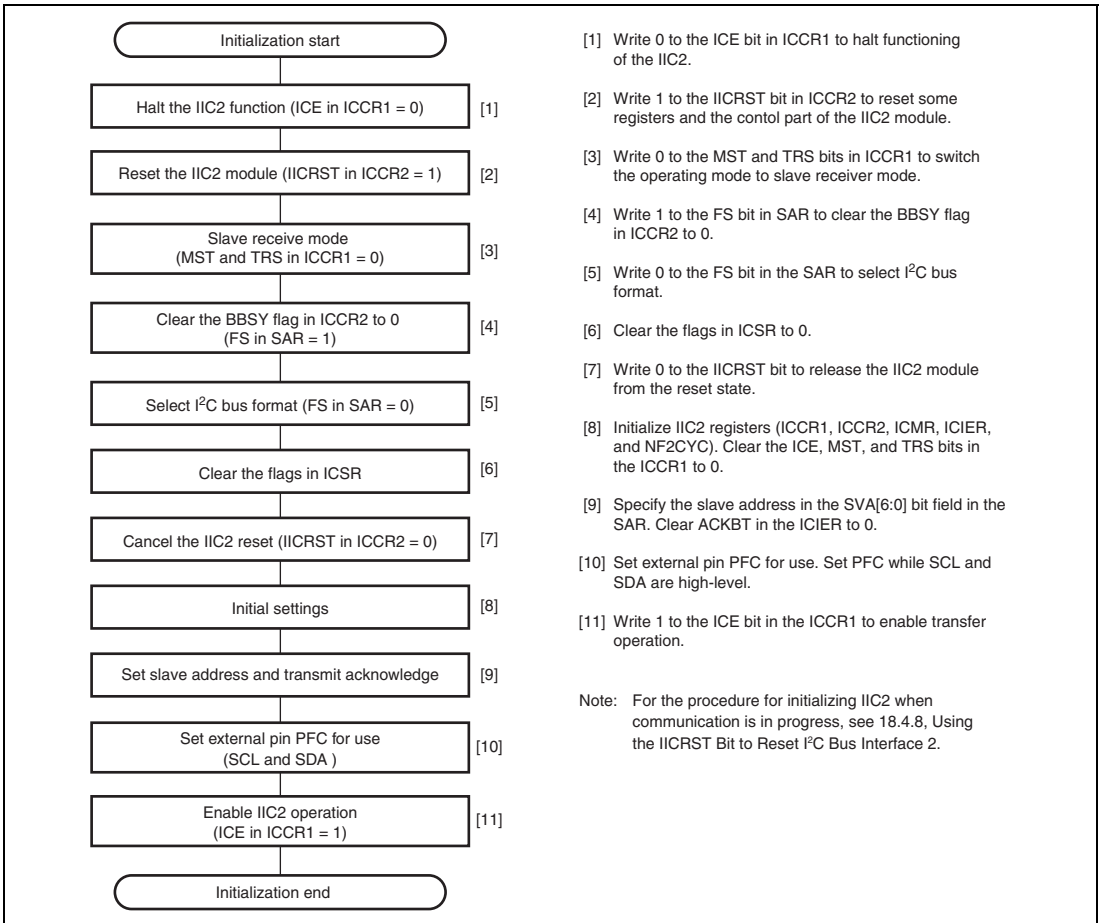 Initialization start
Halt the IIC2 function (ICE in ICCR1 = 0)
[1]
Reset the IIC2 module (IICRST in ICCR2 = 1)
[2]
Slave receive mode
(MST and TRS in ICCR1 = 0)
[3]
Clear the BBSY flag in ICCR2 to 0
(FS in SAR = 1)
[4]
Select I²C bus format (FS in SAR = 0)
[5]
Clear the flags in ICSR
[6]
Cancel the IIC2 reset (IICRST in ICCR2 = 0)
[7]
Initial settings
[8]
Set slave address and transmit acknowledge
[9]
Set external pin PFC for use
(SCL and SDA )
[10]
Enable IIC2 operation
(ICE in ICCR1 = 1)
[11]
Initialization end
[1] Write 0 to the ICE bit in ICCR1 to halt functioning
of the IIC2.
[2] Write 1 to the IICRST bit in ICCR2 to reset some
registers and the contol part of the IIC2 module.
[3] Write 0 to the MST and TRS bits in ICCR1 to switch
the operating mode to slave receiver mode.
[4] Write 1 to the FS bit in SAR to clear the BBSY flag
in ICCR2 to 0.
[5] Write 0 to the FS bit in the SAR to select I²C bus
format.
[6] Clear the flags in ICSR to 0.
[7] Write 0 to the IICRST bit to release the IIC2 module
from the reset state.
[8] Initialize IIC2 registers (ICCR1, ICCR2, ICMR, ICIER,
and NF2CYC). Clear the ICE, MST, and TRS bits in
the ICCR1 to 0.
[9] Specify the slave address in the SVA[6:0] bit field in the
SAR. Clear ACKBT in the ICIER to 0.
[10] Set external pin PFC for use. Set PFC while SCL and
SDA are high-level.
[11] Write 1 to the ICE bit in the ICCR1 to enable transfer
operation.
Note: For the procedure for initializing IIC2 when
communication is in progress, see 18.4.8, Using
the IICRST Bit to Reset I²C Bus Interface 2.